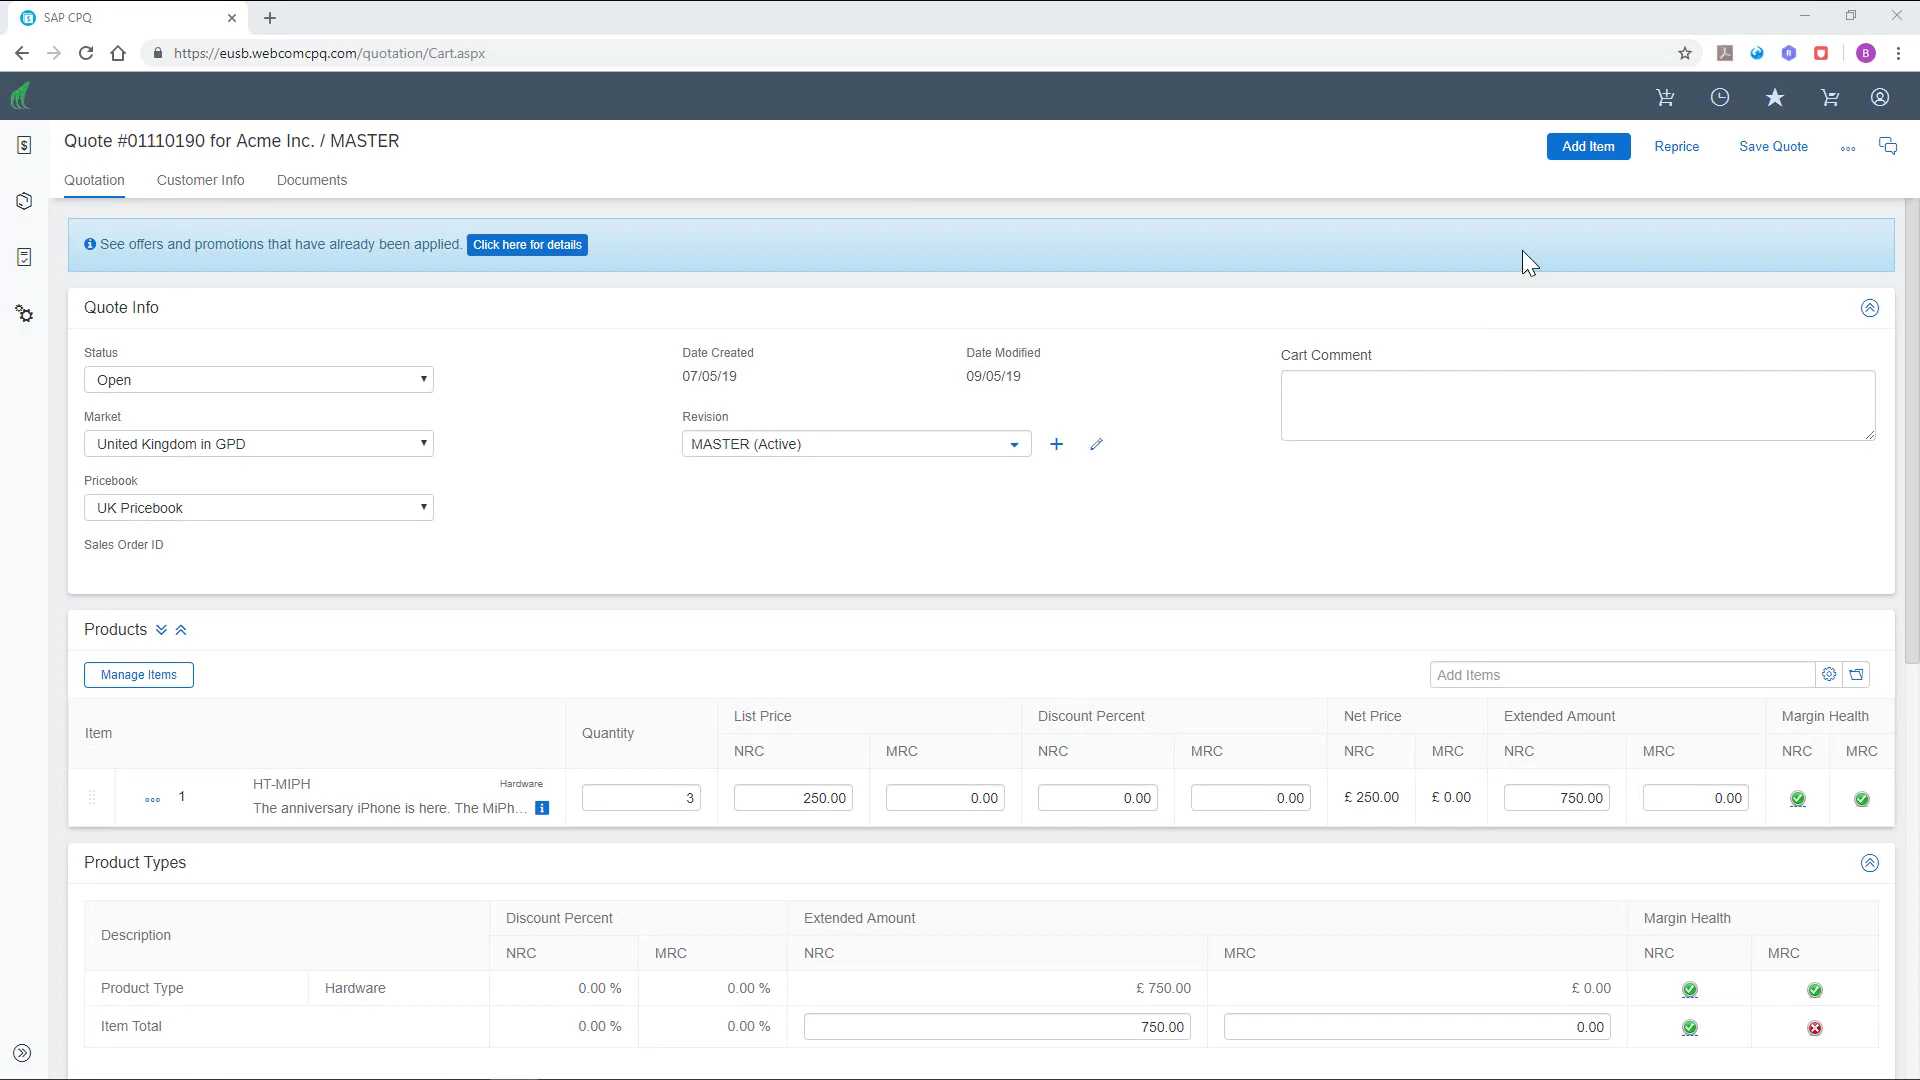 SAP CPQ
https://eusb.webcomcpq.com/quotation/Cart.aspx
B
Quote #01110190 for Acme Inc. / MASTER
Add Item Reprice Save Quote
Quotation Customer Info Documents
See offers and promotions that have already been applied. Click here for details
Quote Info
Status Date Created Date Modified Cart Comment
Open 07/05/19 09/05/19
Market Revision
United Kingdom in GPD MASTER (Active)
Pricebook
UK Pricebook
Sales Order ID
Products
Manage Items Add Items
Item Quantity List Price Discount Percent Net Price Extended Amount Margin Health
NRC MRC NRC MRC NRC MRC NRC MRC NRC MRC
1 HT-MIPH Hardware 3 250.00 0.00 0.00 0.00 £ 250.00 £ 0.00 750.00 0.00
The anniversary iPhone is here. The MiPh...
Product Types
Description Discount Percent Extended Amount Margin Health
NRC MRC NRC MRC NRC MRC
Product Type Hardware 0.00 % 0.00 % £ 750.00 £ 0.00
Item Total 0.00 % 0.00 % 750.00 0.00